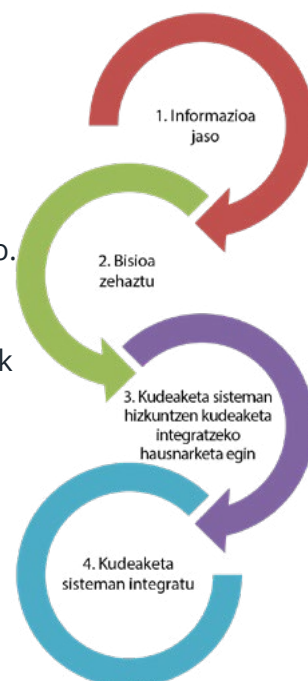 1. Informazioa
jaso
o.
2. Bisioa
zehaztu
k
3. Kudeaketa sisteman
hizkuntzen kudeaketa
integratzeko
hausnarketa egin
4. Kudeaketa
sisteman integratu